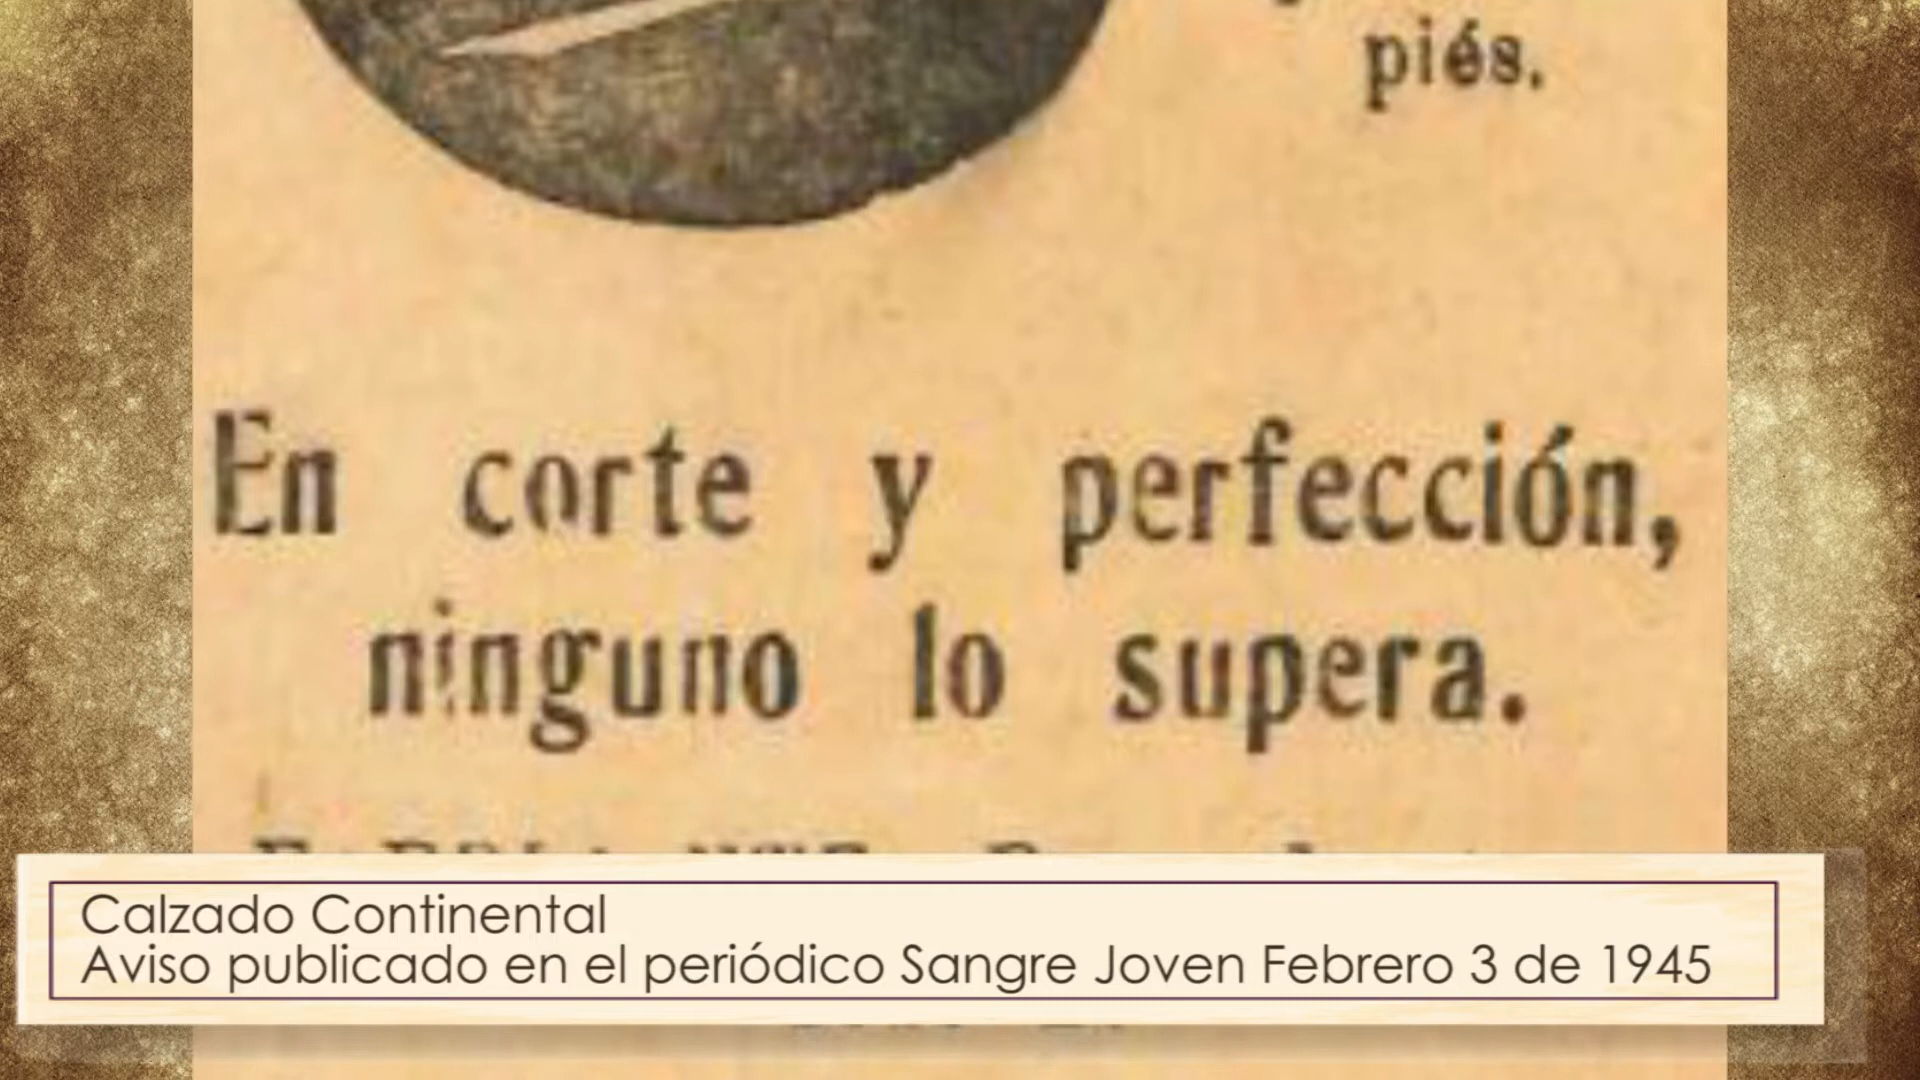 piés.
En corte y perfección,
ninguno lo supera.
Calzado Continental
Aviso publicado en el periódico Sangre Joven Febrero 3 de 1945